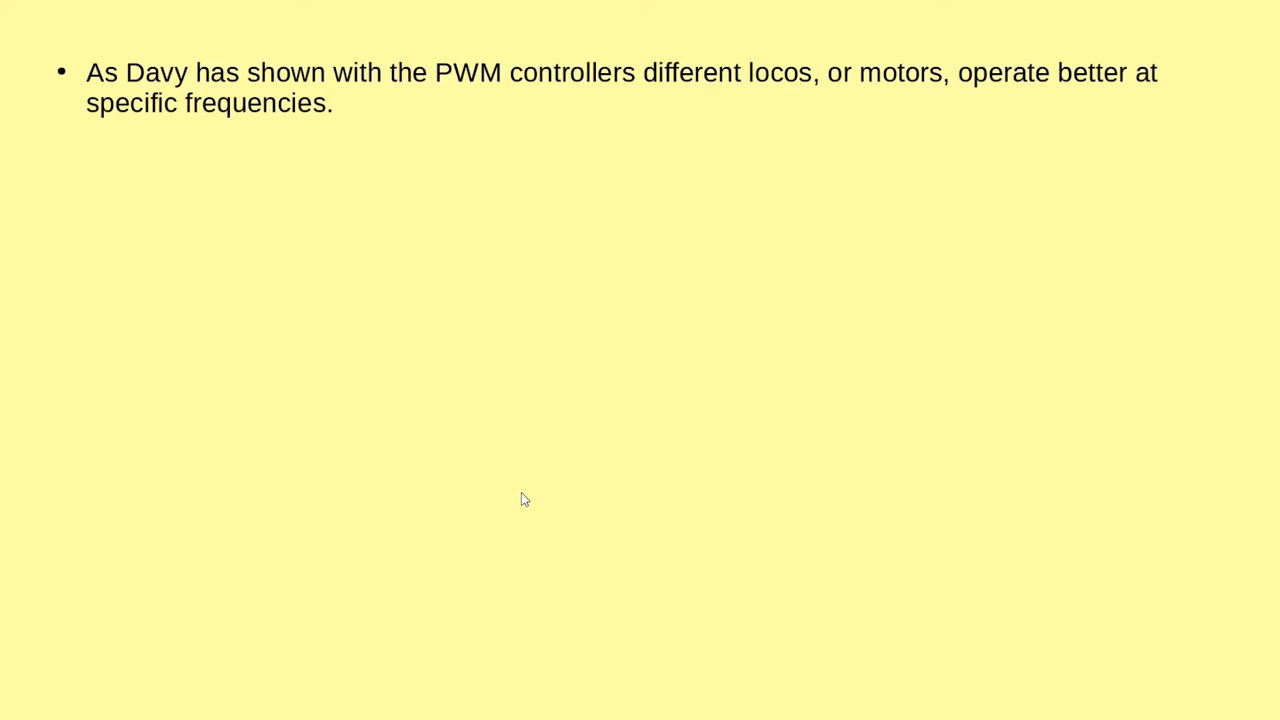 • As Davy has shown with the PWM controllers different locos, or motors, operate better at
specific frequencies.